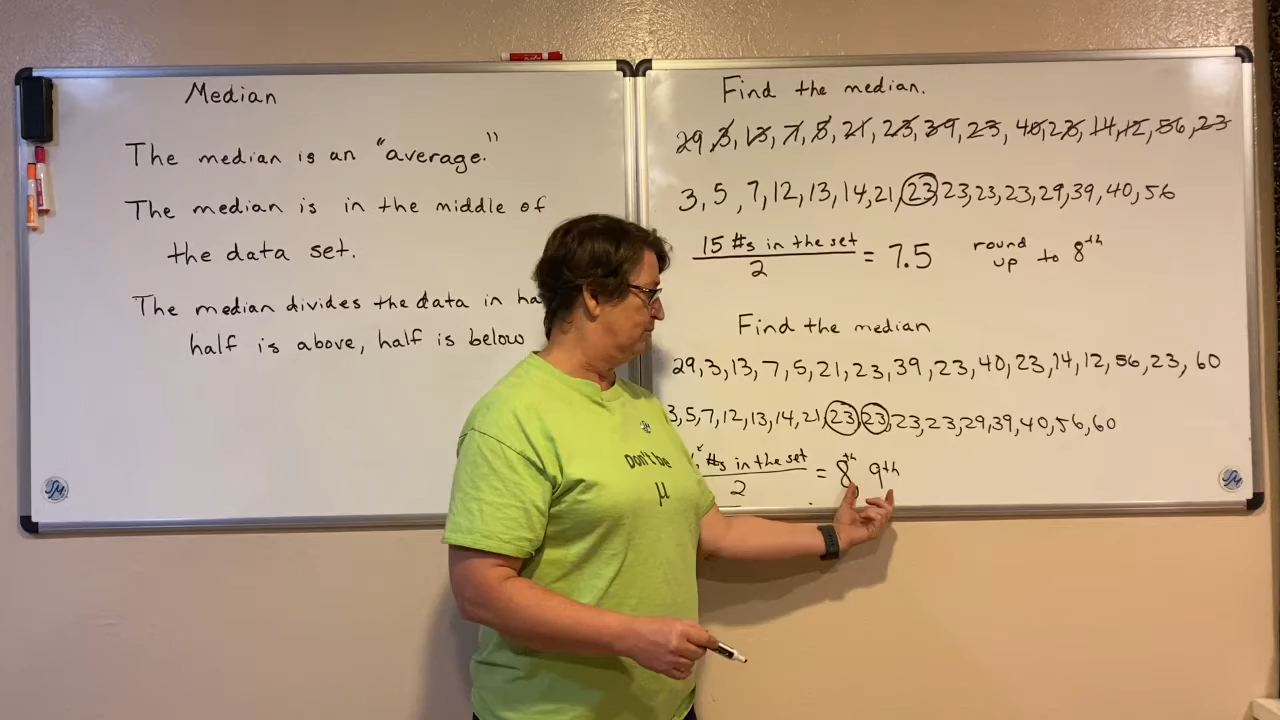 Median
The median is an "average."
The median is in the middle of
the data set.
The median divides the data in
half is above, half is below
Find the median.
29, 3, 13, 7, 5, 21, 23, 39, 23, 40, 23, 14, 12, 56, 23
3, 5, 7, 12, 13, 14, 21, 23, 23, 23, 23, 29, 39, 40, 56
15 #s in the set
2
= 7.5
round up to 8th
Find the median
29, 3, 13, 7, 5, 21, 23, 39, 23, 40, 23, 14, 12, 56, 23, 60
3, 5, 7, 12, 13, 14, 21, 23, 23, 23, 23, 29, 39, 40, 56, 60
#s in the set
2
= 8th 9th
Don't be
μ